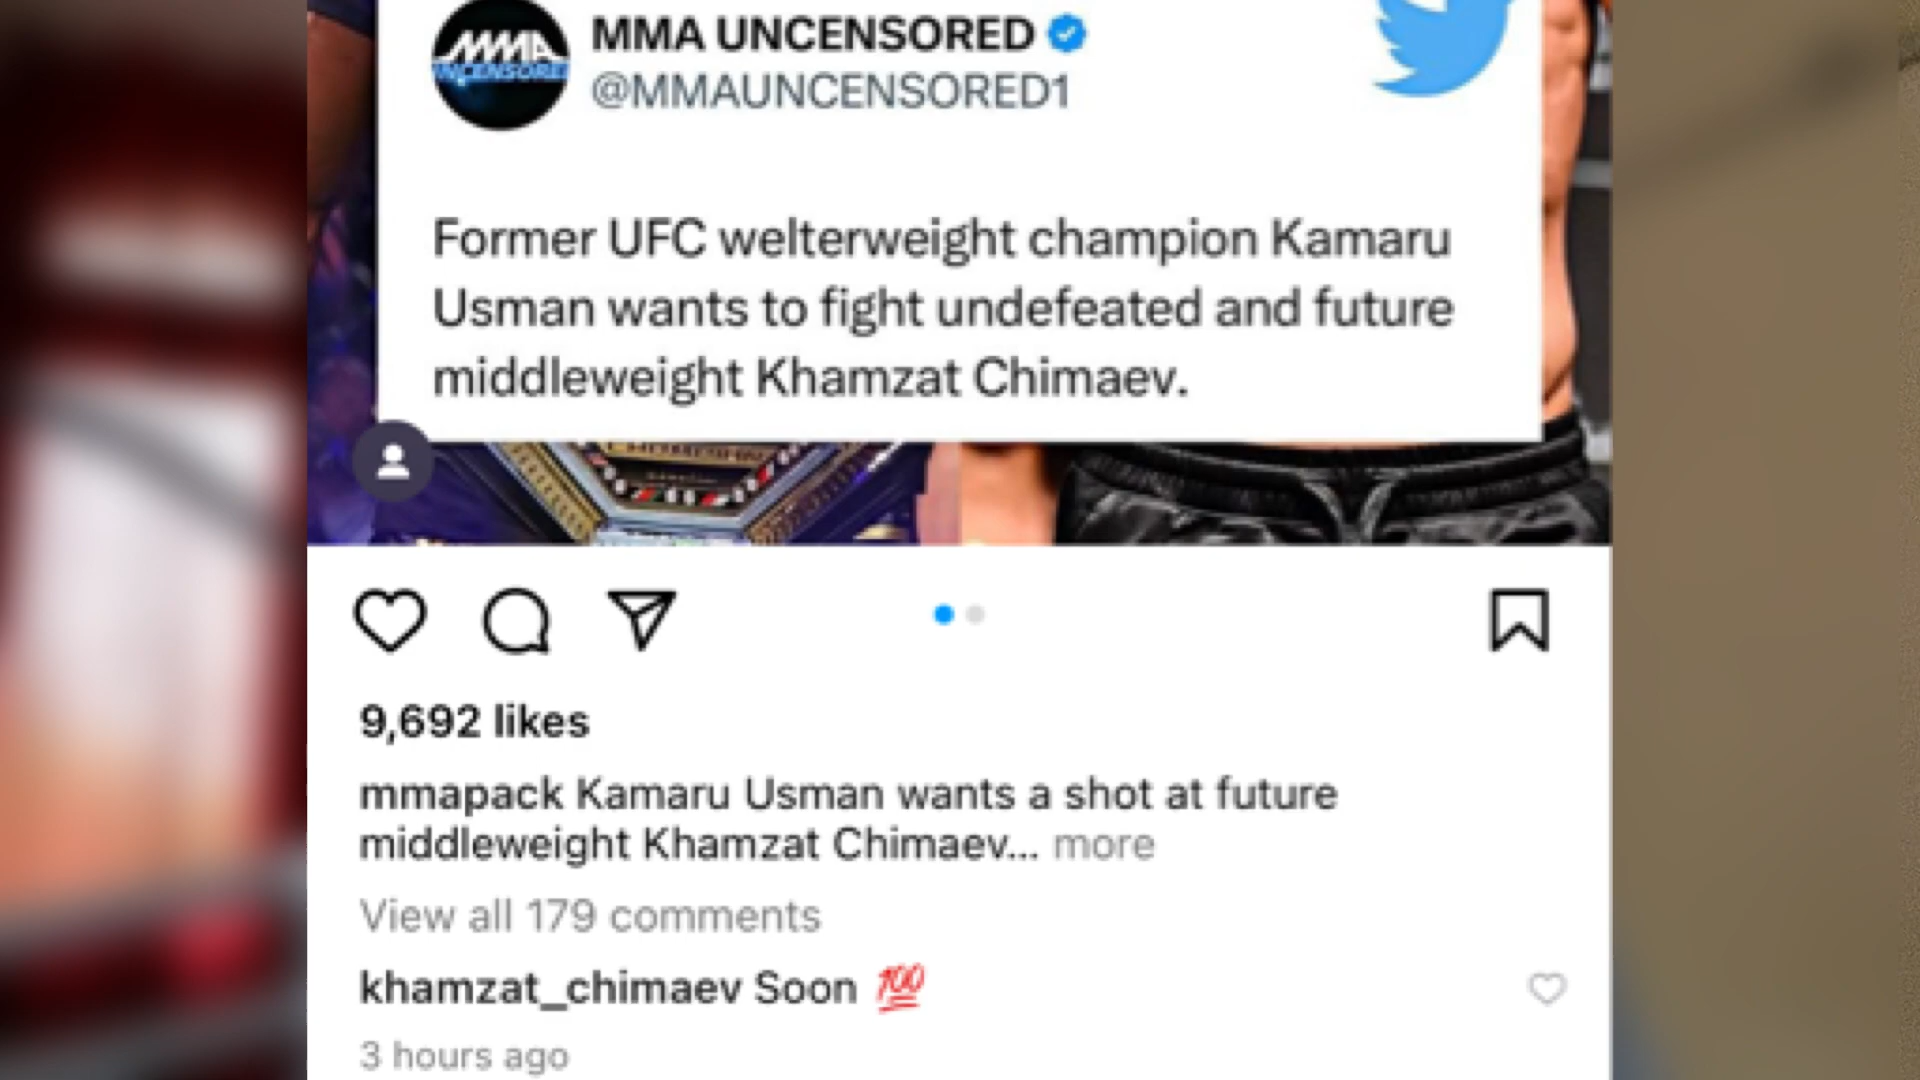 MMA
UNCENSORED
MMA UNCENSORED
@MMAUNCENSORED1
Former UFC welterweight champion Kamaru
Usman wants to fight undefeated and future
middleweight Khamzat Chimaev.
9,692 likes
mmapack Kamaru Usman wants a shot at future
middleweight Khamzat Chimaev... more
View all 179 comments
khamzat_chimaev Soon 💯
3 hours ago